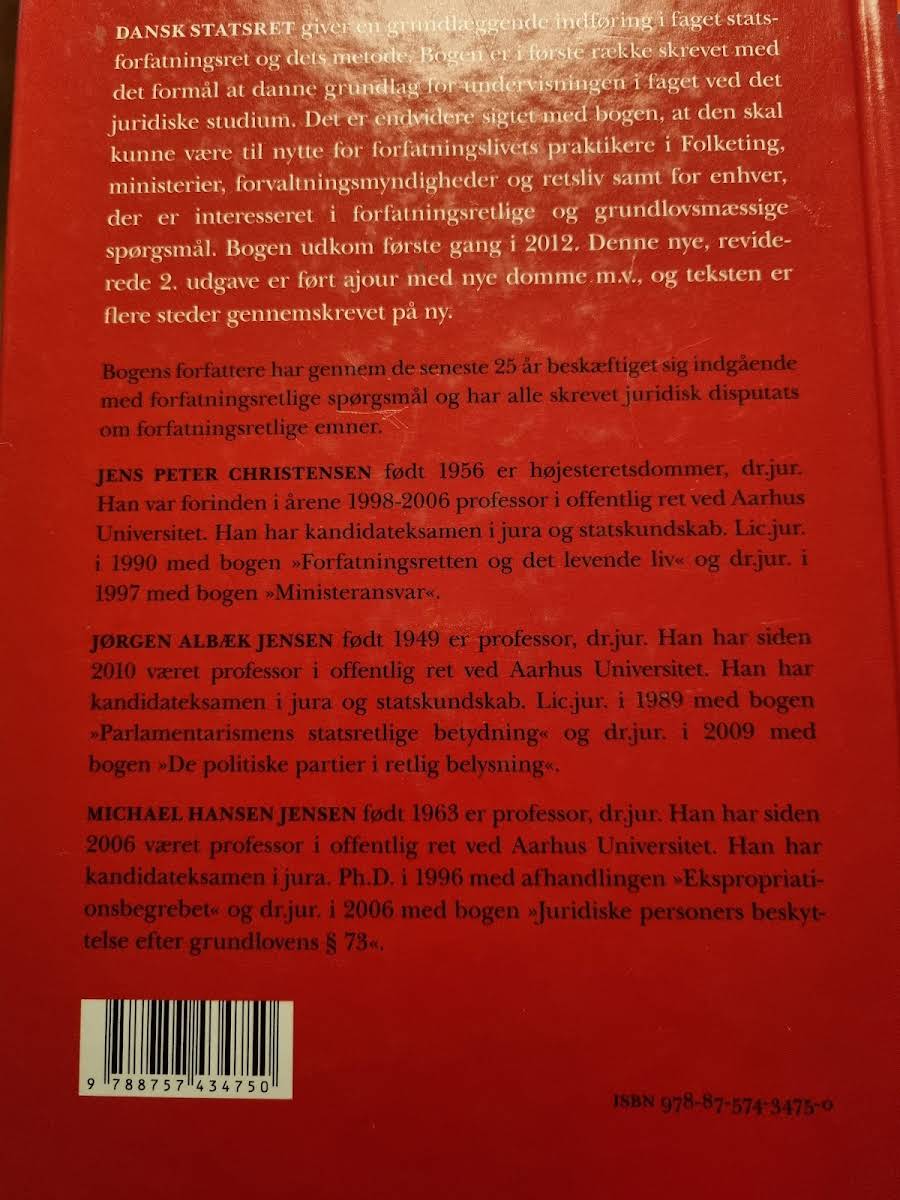 DANSK STATSRET giver en grundlæggende indføring i faget stats-
forfatningsret og dets metode. Bogen er i første række skrevet med
det formål at danne grundlag for undervisningen i faget ved det
juridiske studium. Det er endvidere sigtet med bogen, at den skal
kunne være til nytte for forfatningslivets praktikere i Folketing,
ministerier, forvaltningsmyndigheder og retsliv samt for enhver,
der er interesseret i forfatningsretlige og grundlovsmæssige
spørgsmål. Bogen udkom første gang i 2012. Denne nye, revide-
rede 2. udgave er ført ajour med nye domme m.v., og teksten er
flere steder gennemskrevet på ny.
Bogens forfattere har gennem de seneste 25 år beskæftiget sig indgående
med forfatningsretlige spørgsmål og har alle skrevet juridisk disputats
om forfatningsretlige emner.
JENS PETER CHRISTENSEN født 1956 er højesteretsdommer, dr.jur.
Han var forinden i årene 1998-2006 professor i offentlig ret ved Aarhus
Universitet. Han har kandidateksamen i jura og statskundskab. Lic.jur.
i 1990 med bogen »Forfatningsretten og det levende liv« og dr.jur. i
1997 med bogen »Ministeransvar«.
JØRGEN ALBÆK JENSEN født 1949 er professor, dr.jur. Han har siden
2010 været professor i offentlig ret ved Aarhus Universitet. Han har
kandidateksamen i jura og statskundskab. Lic.jur. i 1989 med bogen
»Parlamentarismens statsretlige betydning« og dr.jur. i 2009 med
bogen »De politiske partier i retlig belysning«.
MICHAEL HANSEN JENSEN født 1963 er professor, dr.jur. Han har siden
2006 været professor i offentlig ret ved Aarhus Universitet. Han har
kandidateksamen i jura. Ph.D. i 1996 med afhandlingen »Ekspropriati-
onsbegrebet« og dr.jur. i 2006 med bogen »Juridiske personers beskyt-
telse efter grundlovens § 73«.
9 788757 434750
ISBN 978-87-574-3475-0